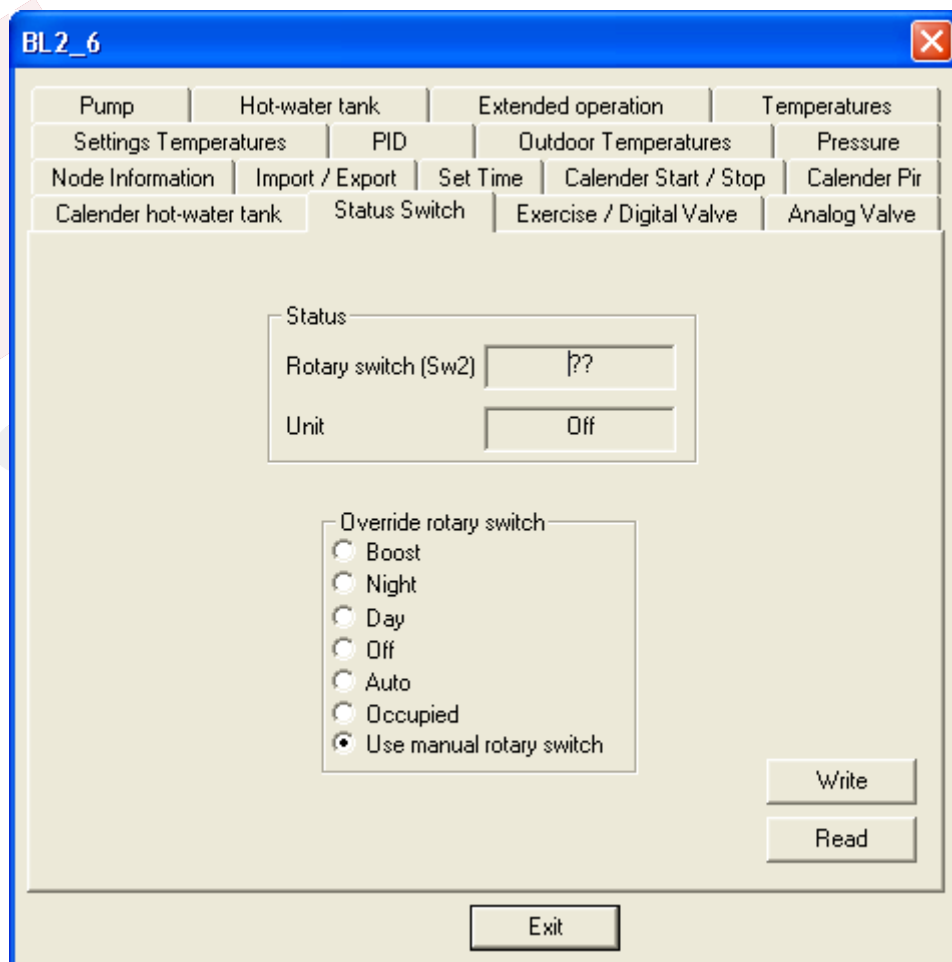 BL2_6
Pump Hot-water tank Extended operation Temperatures
Settings Temperatures PID Outdoor Temperatures Pressure
Node Information Import / Export Set Time Calender Start / Stop Calender Pir
Calender hot-water tank Status Switch Exercise / Digital Valve Analog Valve
Status
Rotary switch (Sw2) ??
Unit Off
Override rotary switch
Boost
Night
Day
Off
Auto
Occupied
Use manual rotary switch
Write
Read
Exit